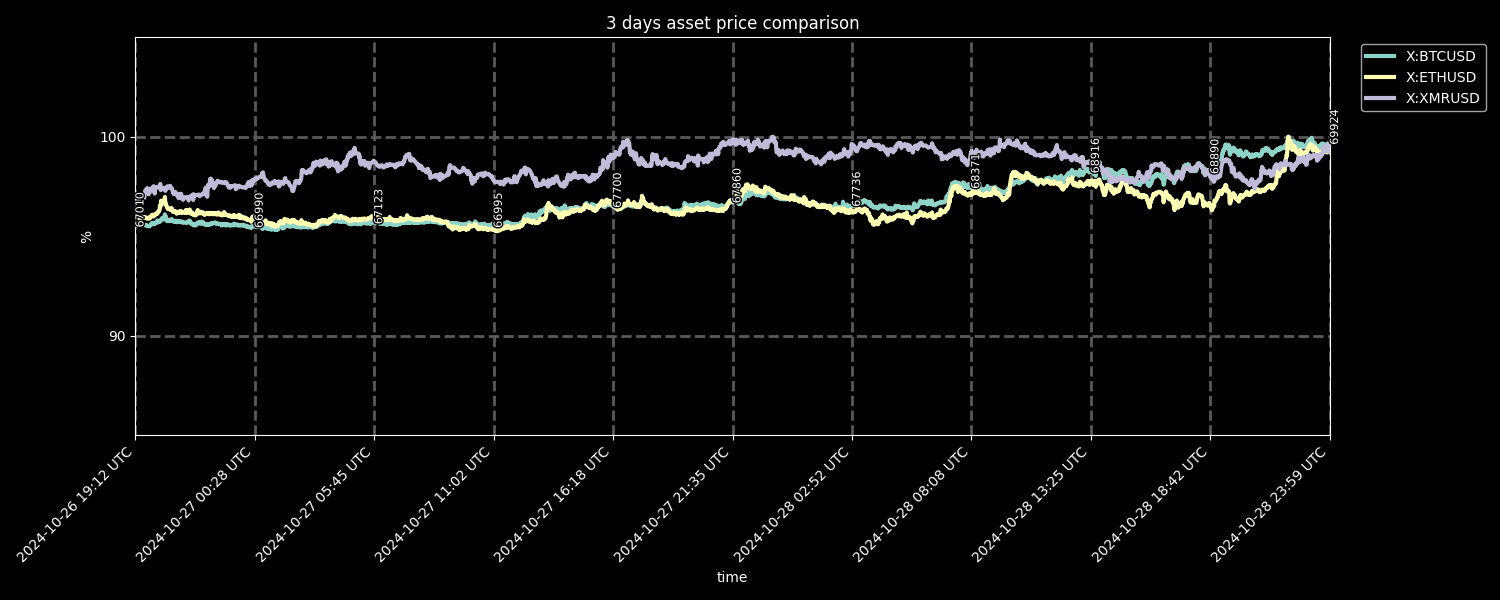 3 days asset price comparison
X:BTCUSD
X:ETHUSD
X:XMRUSD
100
90
%
67010
66990
67123
66995
67700
67860
67736
68371
68916
68890
69924
2024-10-26 19:12 UTC
2024-10-27 00:28 UTC
2024-10-27 05:45 UTC
2024-10-27 11:02 UTC
2024-10-27 16:18 UTC
2024-10-27 21:35 UTC
2024-10-28 02:52 UTC
2024-10-28 08:08 UTC
2024-10-28 13:25 UTC
2024-10-28 18:42 UTC
2024-10-28 23:59 UTC
time